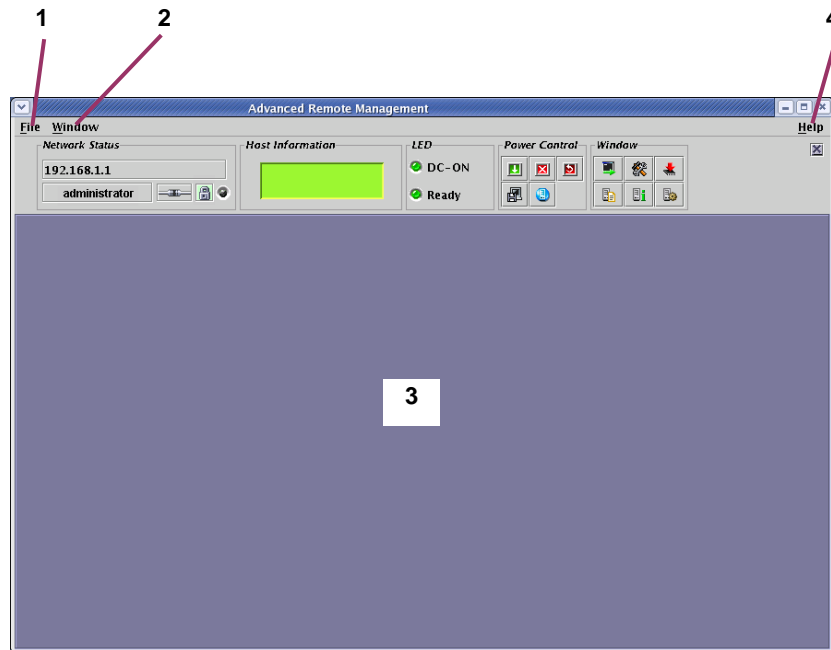 1
2
4
Advanced Remote Management
File Window Help
Network Status Host Information LED Power Control Window
192.168.1.1 DC-ON
administrator Ready
3